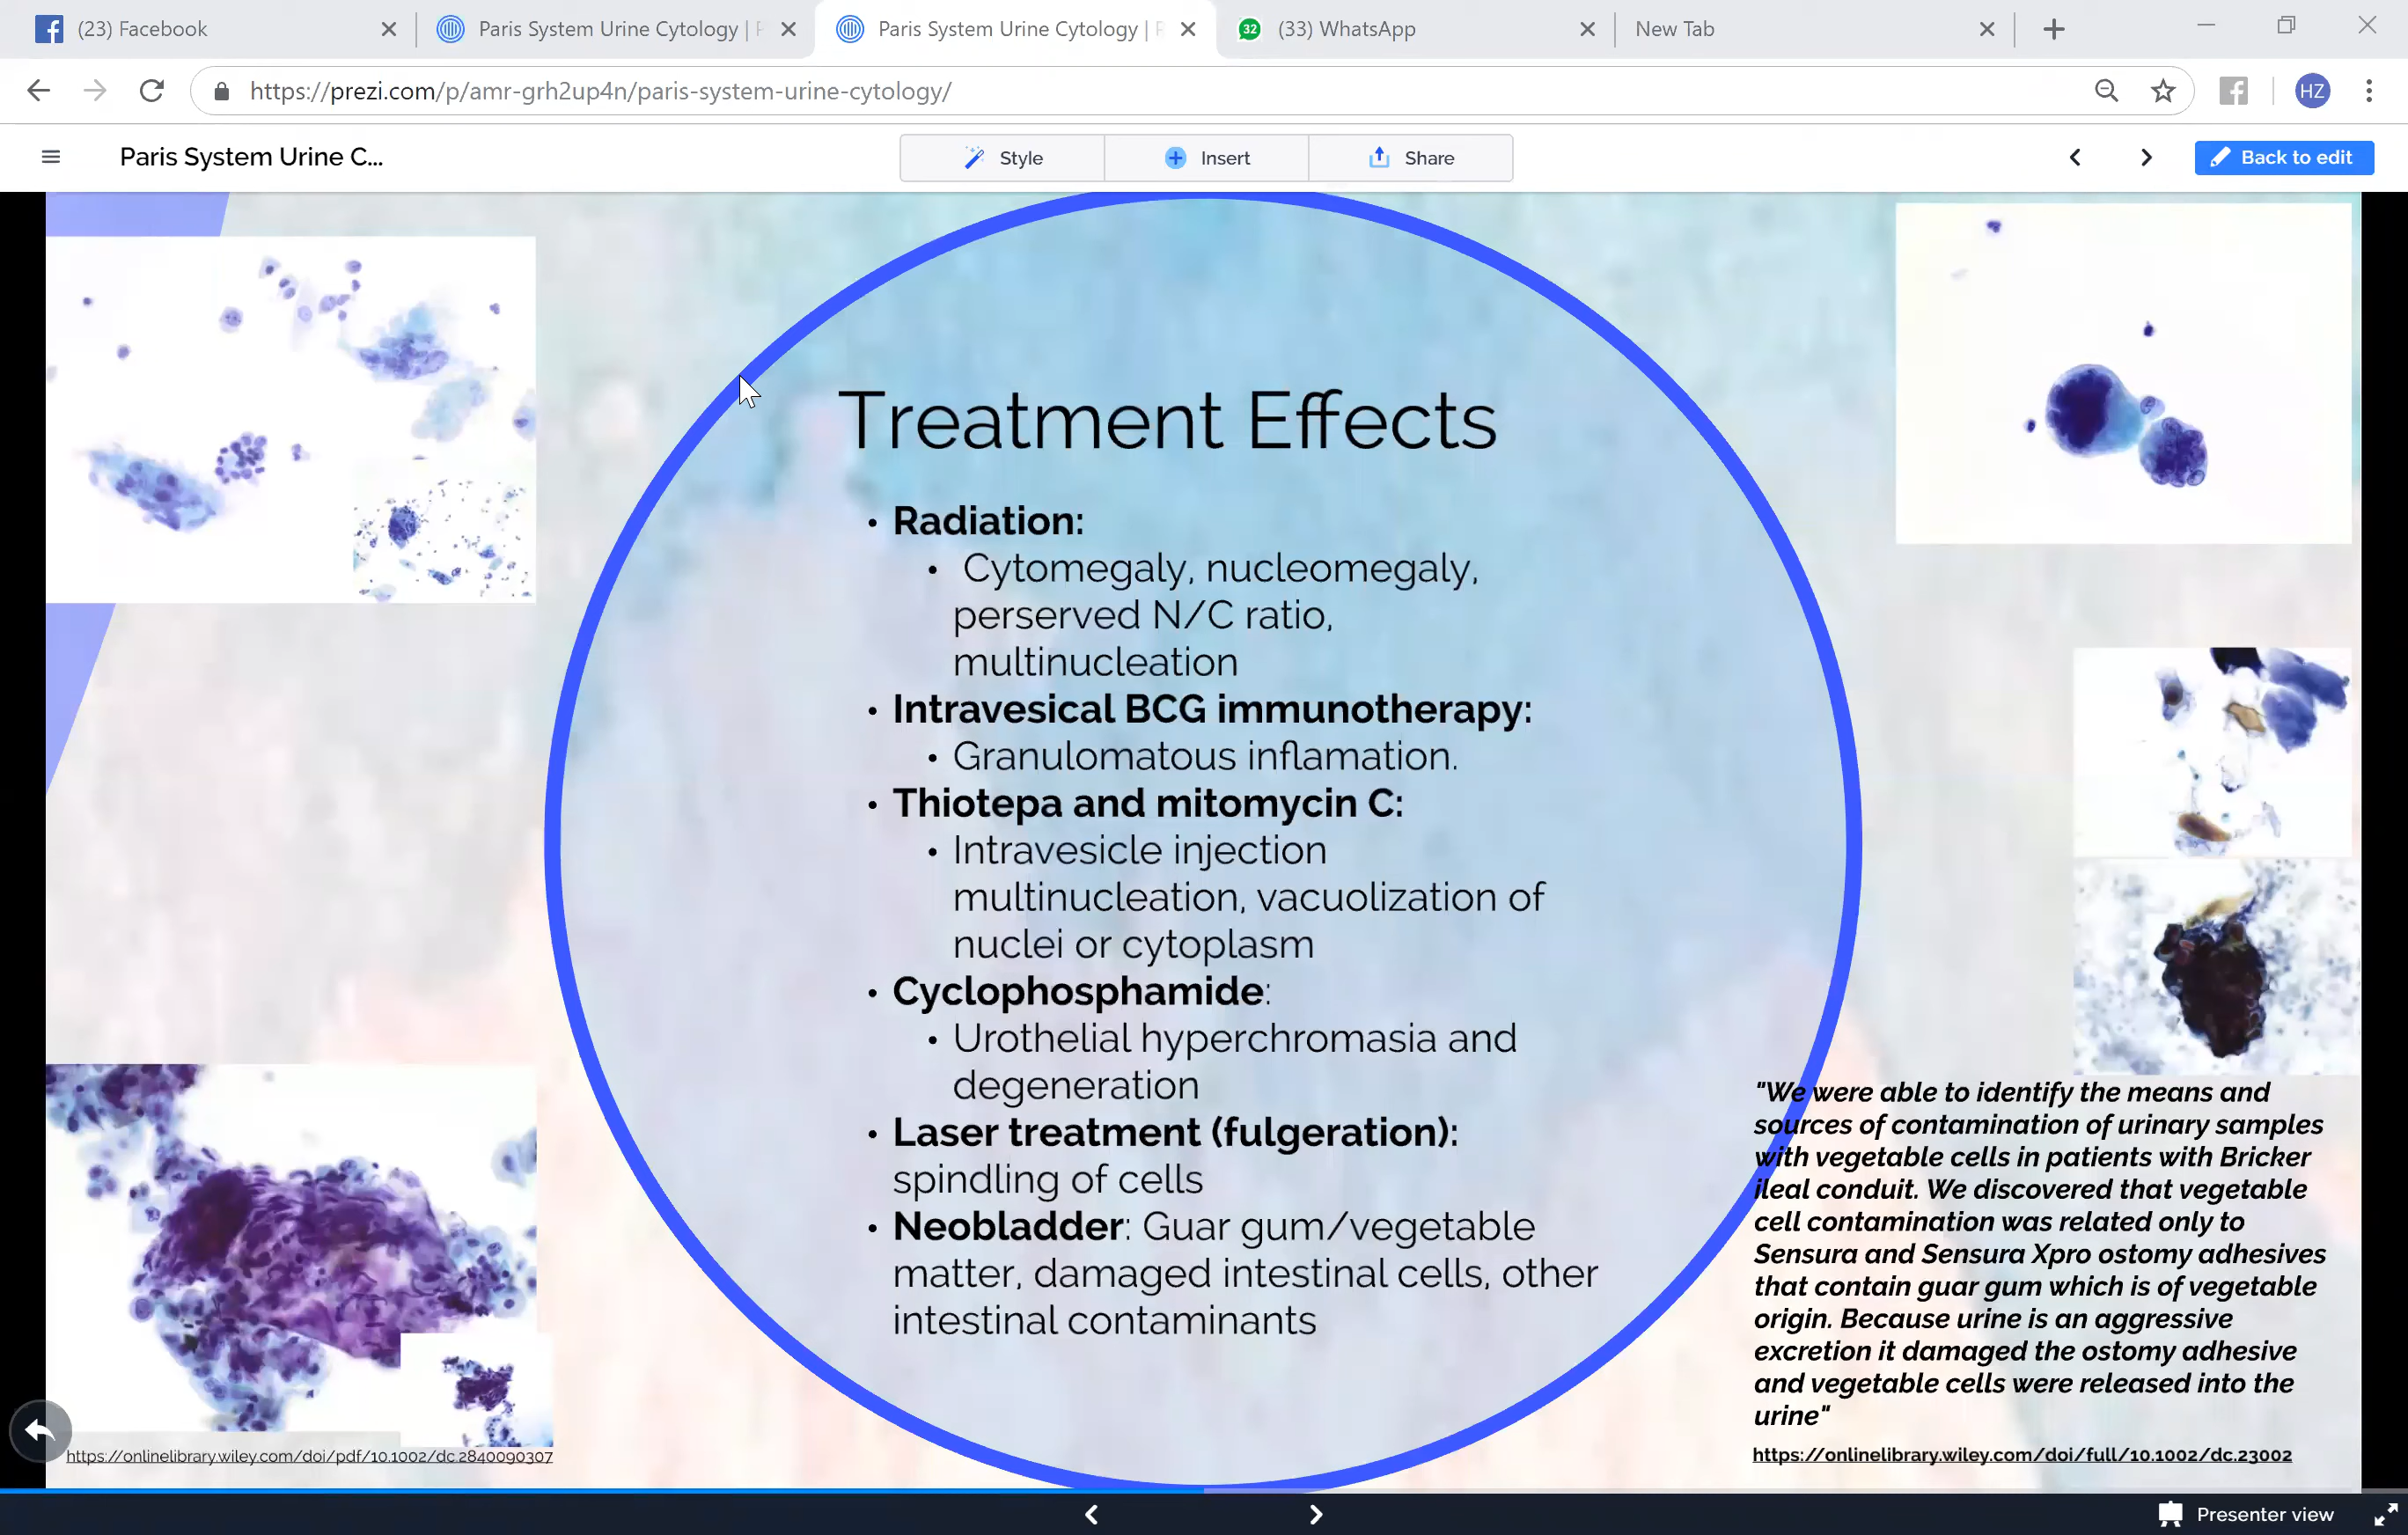 (23) Facebook
Paris System Urine Cytology |
Paris System Urine Cytology |
32
(33) WhatsApp
New Tab
https://prezi.com/p/amr-grh2up4n/paris-system-urine-cytology/
HZ
Paris System Urine C...
Style
Insert
Share
Back to edit
Treatment Effects
• Radiation:
• Cytomegaly, nucleomegaly,
perserved N/C ratio,
multinucleation
• Intravesical BCG immunotherapy:
• Granulomatous inflamation.
• Thiotepa and mitomycin C:
• Intravesicle injection
multinucleation, vacuolization of
nuclei or cytoplasm
• Cyclophosphamide:
• Urothelial hyperchromasia and
degeneration
• Laser treatment (fulgeration):
spindling of cells
• Neobladder: Guar gum/vegetable
matter, damaged intestinal cells, other
intestinal contaminants
"We were able to identify the means and
sources of contamination of urinary samples
with vegetable cells in patients with Bricker
ileal conduit. We discovered that vegetable
cell contamination was related only to
Sensura and Sensura Xpro ostomy adhesives
that contain guar gum which is of vegetable
origin. Because urine is an aggressive
excretion it damaged the ostomy adhesive
and vegetable cells were released into the
urine"
https://onlinelibrary.wiley.com/doi/pdf/10.1002/dc.2840090307
https://onlinelibrary.wiley.com/doi/full/10.1002/dc.23002
Presenter view